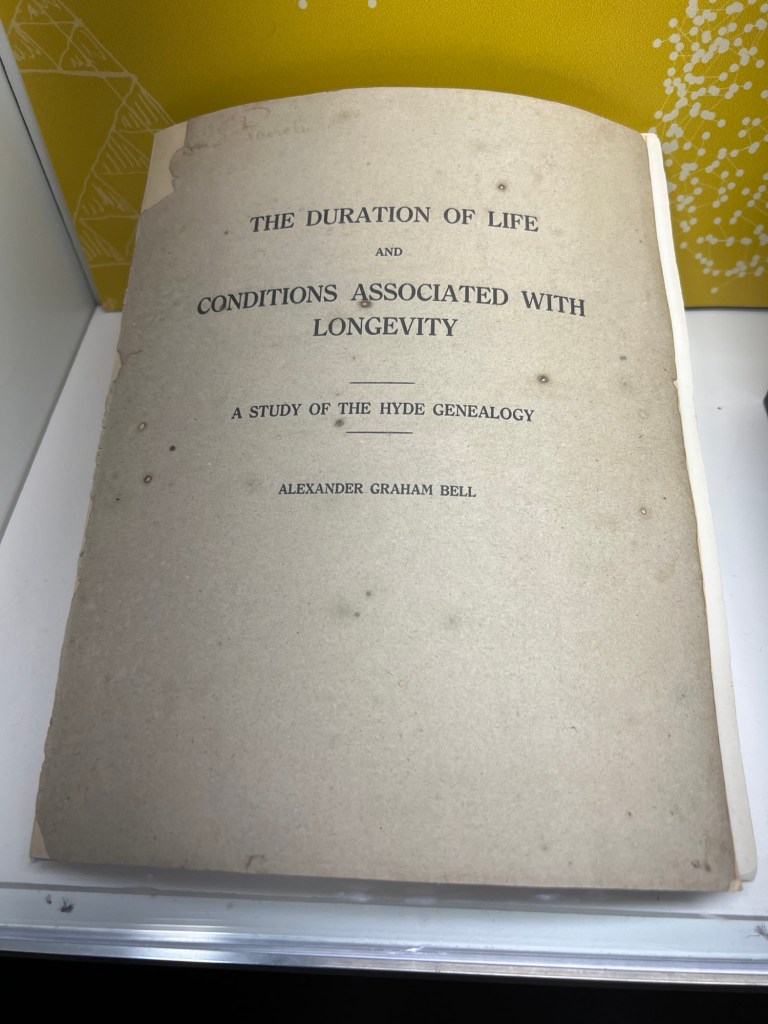 THE DURATION OF LIFE
AND
CONDITIONS ASSOCIATED WITH
LONGEVITY
A STUDY OF THE HYDE GENEALOGY
ALEXANDER GRAHAM BELL